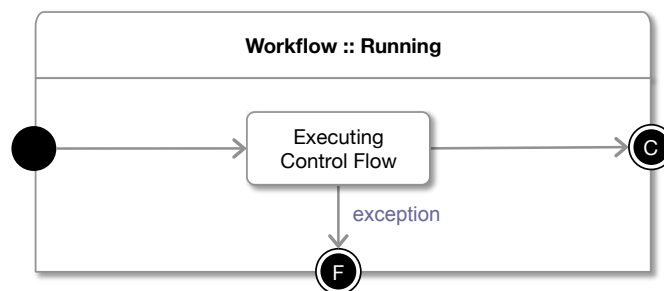 Workflow :: Running
Executing
Control Flow
C
exception
F